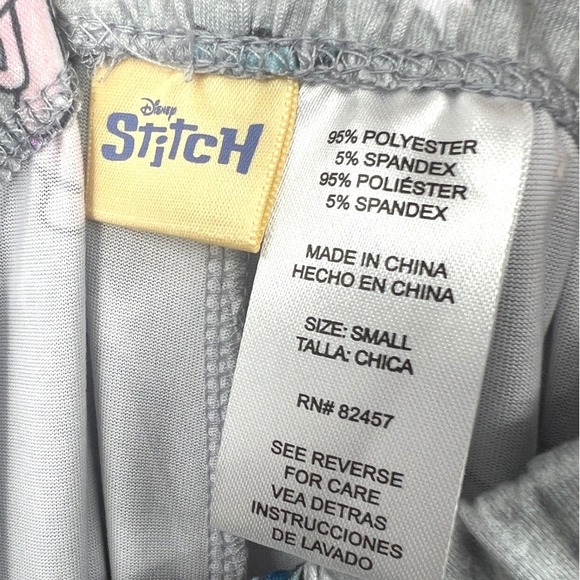 Disney
Stitch
95% POLYESTER
5% SPANDEX
95% POLIÉSTER
5% SPANDEX
MADE IN CHINA
HECHO EN CHINA
SIZE: SMALL
TALLA: CHICA
RN# 82457
SEE REVERSE
FOR CARE
VEA DETRAS
INSTRUCCIONES
DE LAVADO